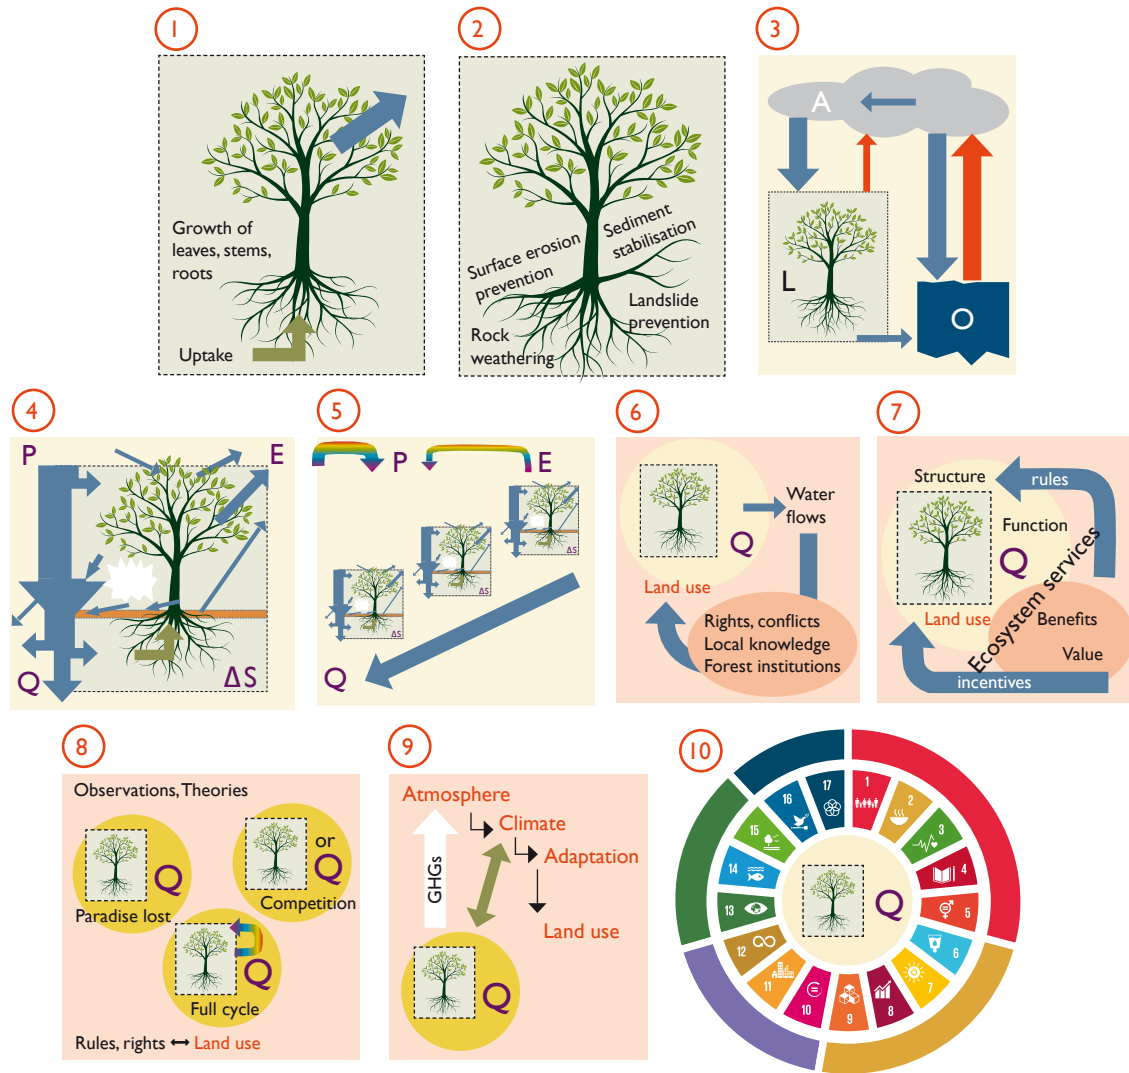 1
Growth of
leaves, stems,
roots
Uptake
2
Surface erosion
prevention
Sediment
stabilisation
Landslide
prevention
Rock
weathering
3
A
L
O
4
P
E
Q
ΔS
5
P
E
ΔS
ΔS
ΔS
Q
6
Water
flows
Q
Land use
Rights, conflicts
Local knowledge
Forest institutions
7
Structure
rules
Function
Q
Ecosystem services
Land use
Benefits
Value
incentives
8
Observations, Theories
Q
Paradise lost
or
Q
Competition
Q
Full cycle
Rules, rights ↔ Land use
9
Atmosphere
Climate
Adaptation
Land use
GHGs
Q
10
1
2
3
4
5
6
7
8
9
10
11
12
13
14
15
16
17
Q